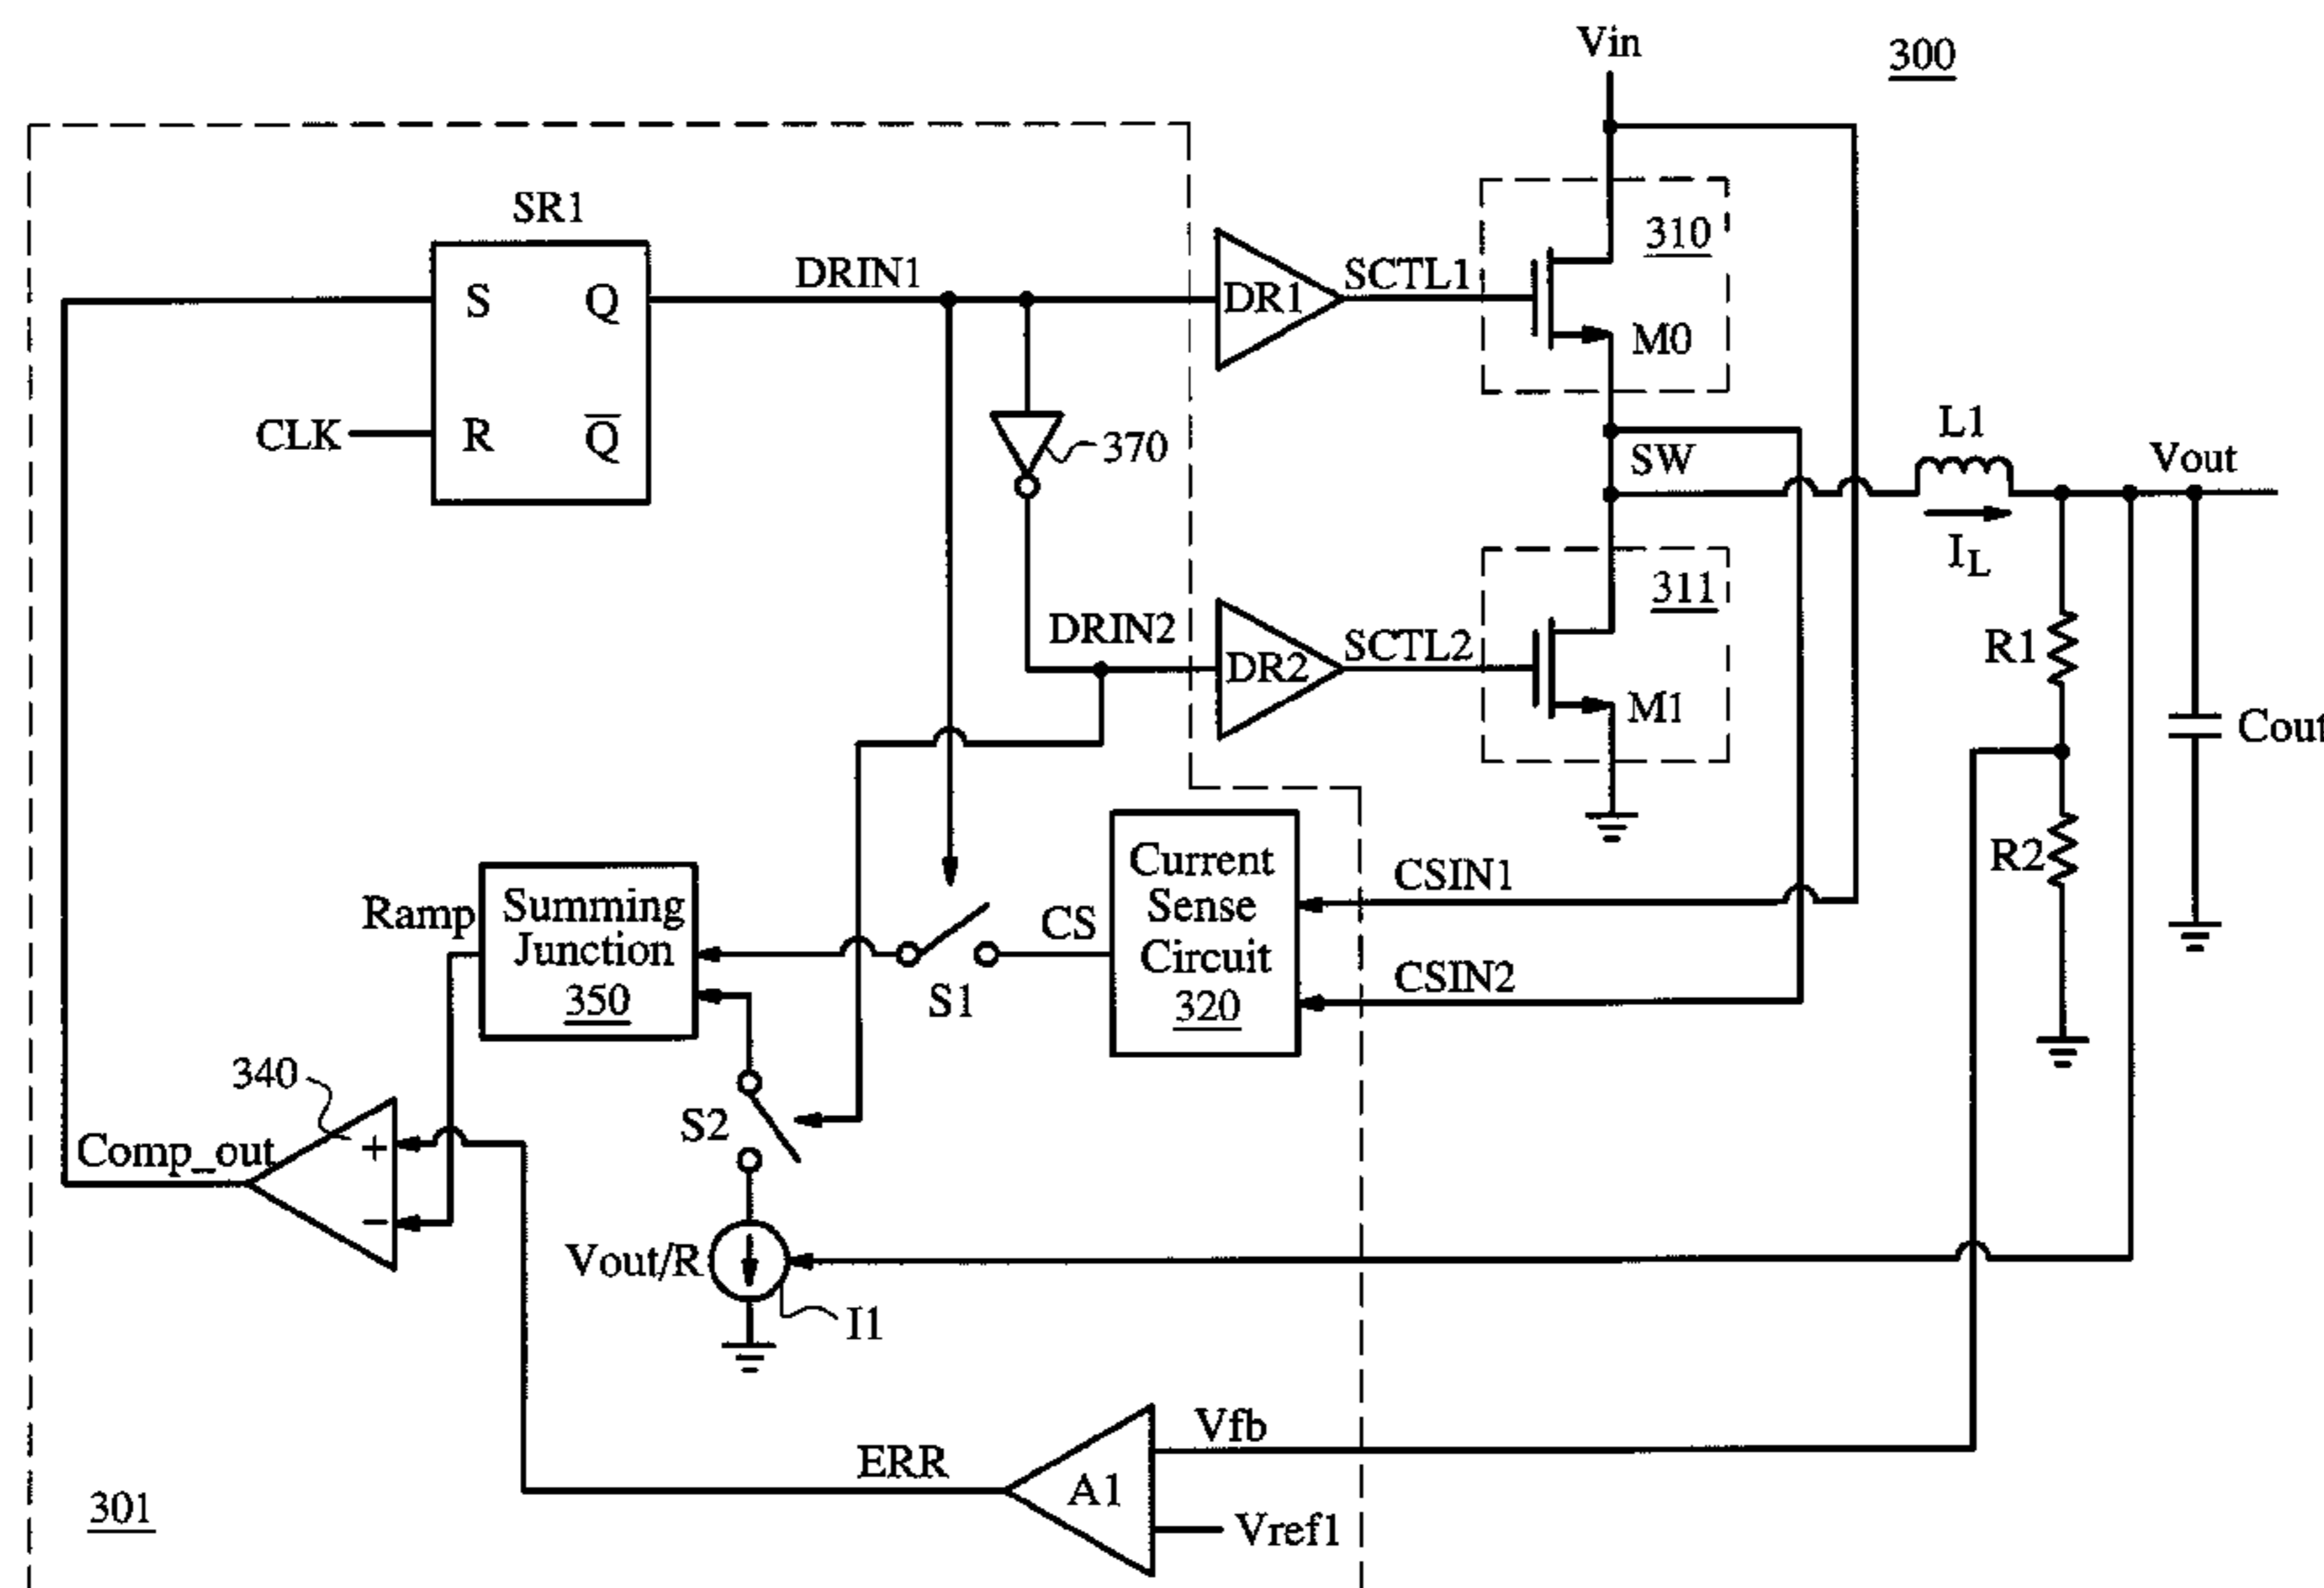 Vin
300
SR1
S
Q
R
Q̅
CLK
DRIN1
DR1
SCTL1
310
M0
370
SW
L1
Vout
I_L
DRIN2
DR2
SCTL2
311
M1
R1
R2
Cout
Ramp
Summing
Junction
350
S1
CS
Current
Sense
Circuit
320
CSIN1
CSIN2
340
Comp_out
+
−
S2
Vout/R
I1
ERR
A1
Vfb
Vref1
301